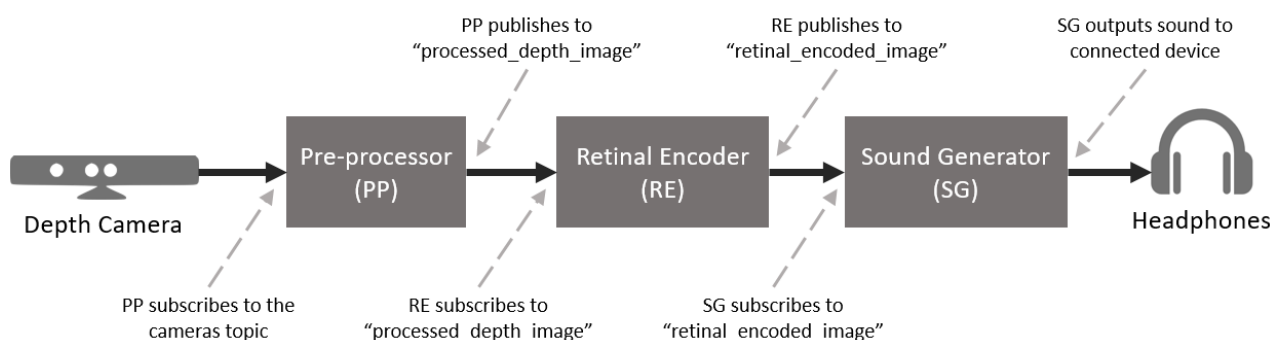 PP publishes to
“processed_depth_image”
RE publishes to
“retinal_encoded_image”
SG outputs sound to
connected device
Depth Camera
Pre-processor
(PP)
Retinal Encoder
(RE)
Sound Generator
(SG)
Headphones
PP subscribes to the
cameras topic
RE subscribes to
“processed_depth_image”
SG subscribes to
“retinal_encoded_image”